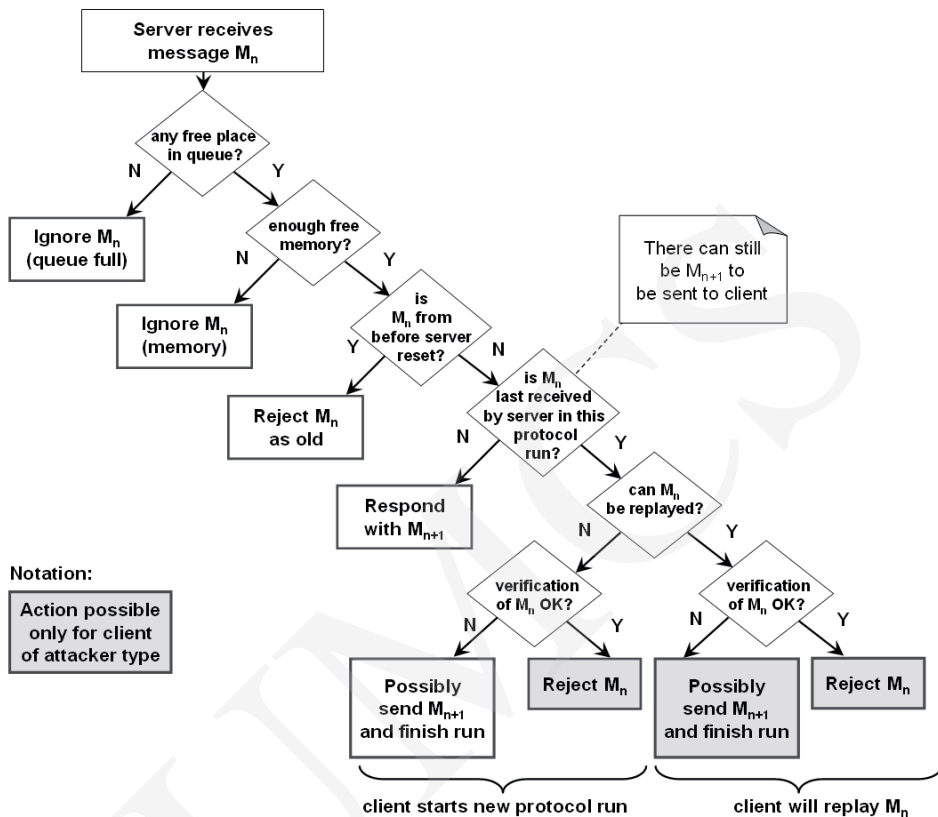 Server receives
message Mn
any free place
in queue?
N
Y
Ignore Mn
(queue full)
enough free
memory?
N
Y
Ignore Mn
(memory)
is
Mn from
before server
reset?
Y
N
Reject Mn
as old
There can still
be Mn+1 to
be sent to client
is Mn
last received
by server in this
protocol
run?
N
Y
Respond
with Mn+1
can Mn
be replayed?
N
Y
Notation:
Action possible
only for client
of attacker type
verification
of Mn OK?
N
Y
verification
of Mn OK?
N
Y
Possibly
send Mn+1
and finish run
Reject Mn
Possibly
send Mn+1
and finish run
Reject Mn
client starts new protocol run
client will replay Mn
UMCS